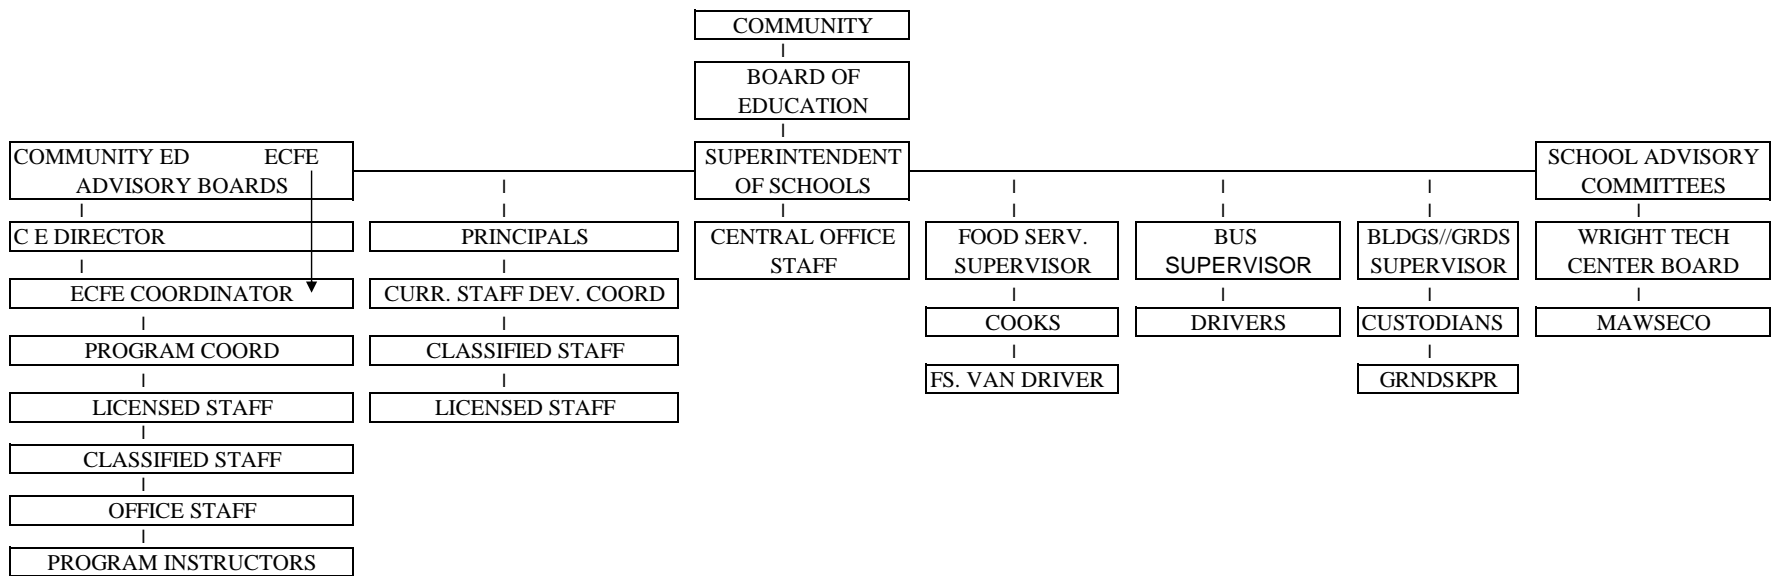 COMMUNITY
BOARD OF
EDUCATION
COMMUNITY ED ECFE
ADVISORY BOARDS
SUPERINTENDENT
OF SCHOOLS
SCHOOL ADVISORY
COMMITTEES
C E DIRECTOR
PRINCIPALS
CENTRAL OFFICE
STAFF
FOOD SERV.
SUPERVISOR
BUS
SUPERVISOR
BLDGS//GRDS
SUPERVISOR
WRIGHT TECH
CENTER BOARD
ECFE COORDINATOR
CURR. STAFF DEV. COORD
COOKS
DRIVERS
CUSTODIANS
MAWSECO
PROGRAM COORD
CLASSIFIED STAFF
FS. VAN DRIVER
GRNDSKPR
LICENSED STAFF
LICENSED STAFF
CLASSIFIED STAFF
OFFICE STAFF
PROGRAM INSTRUCTORS